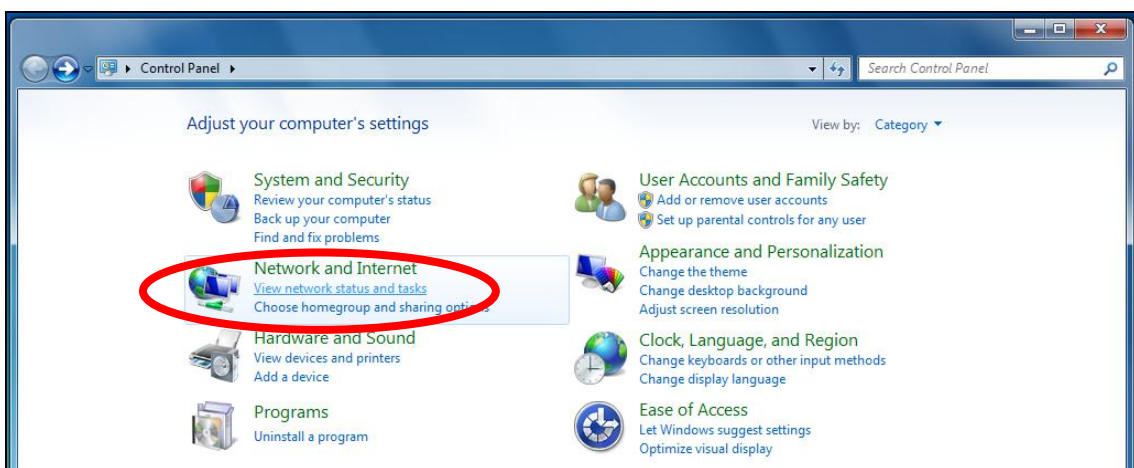 Control Panel
Search Control Panel
Adjust your computer's settings
View by: Category
System and Security
Review your computer's status
Back up your computer
Find and fix problems
Network and Internet
View network status and tasks
Choose homegroup and sharing options
Hardware and Sound
View devices and printers
Add a device
Programs
Uninstall a program
User Accounts and Family Safety
Add or remove user accounts
Set up parental controls for any user
Appearance and Personalization
Change the theme
Change desktop background
Adjust screen resolution
Clock, Language, and Region
Change keyboards or other input methods
Change display language
Ease of Access
Let Windows suggest settings
Optimize visual display